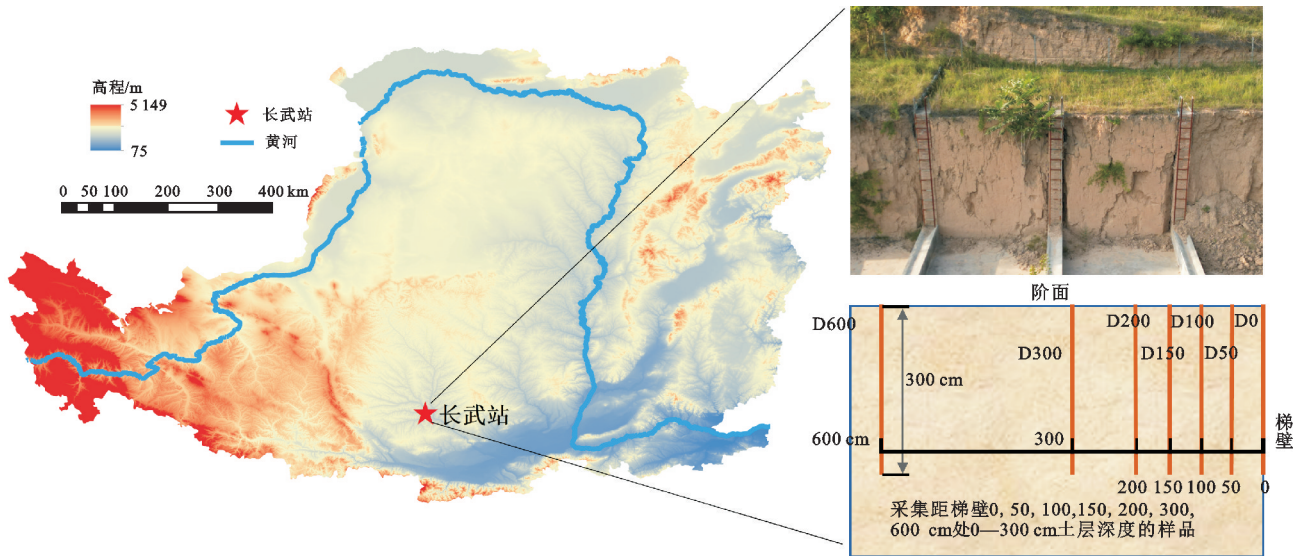 高程/m
5 149
75
长武站
黄河
0 50 100 200 300 400 km
长武站
阶面
D600
D200
D100
D0
D300
D150
D50
300 cm
600 cm
300
梯壁
200 150 100 50 0
采集距梯壁0, 50, 100,150, 200, 300,
600 cm处0—300 cm土层深度的样品